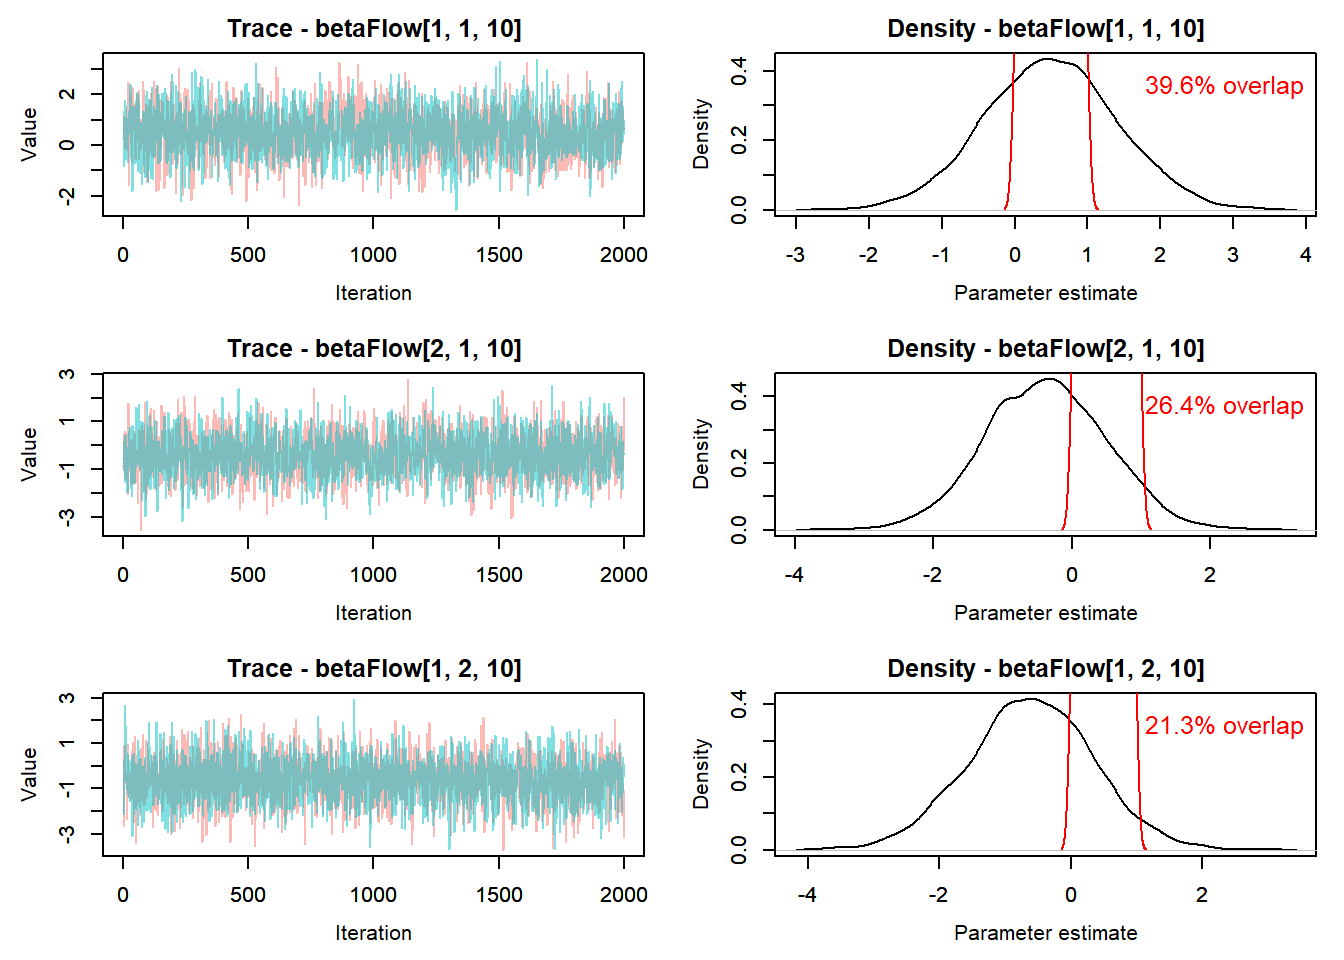 Trace - betaFlow[1, 1, 10]
Value
2
0
-2
0 500 1000 1500 2000
Iteration
Density - betaFlow[1, 1, 10]
Density
0.4
0.2
0.0
39.6% overlap
-3 -2 -1 0 1 2 3 4
Parameter estimate
Trace - betaFlow[2, 1, 10]
Value
3
1
-1
-3
0 500 1000 1500 2000
Iteration
Density - betaFlow[2, 1, 10]
Density
0.4
0.2
0.0
26.4% overlap
-4 -2 0 2
Parameter estimate
Trace - betaFlow[1, 2, 10]
Value
3
1
-1
-3
0 500 1000 1500 2000
Iteration
Density - betaFlow[1, 2, 10]
Density
0.4
0.2
0.0
21.3% overlap
-4 -2 0 2
Parameter estimate